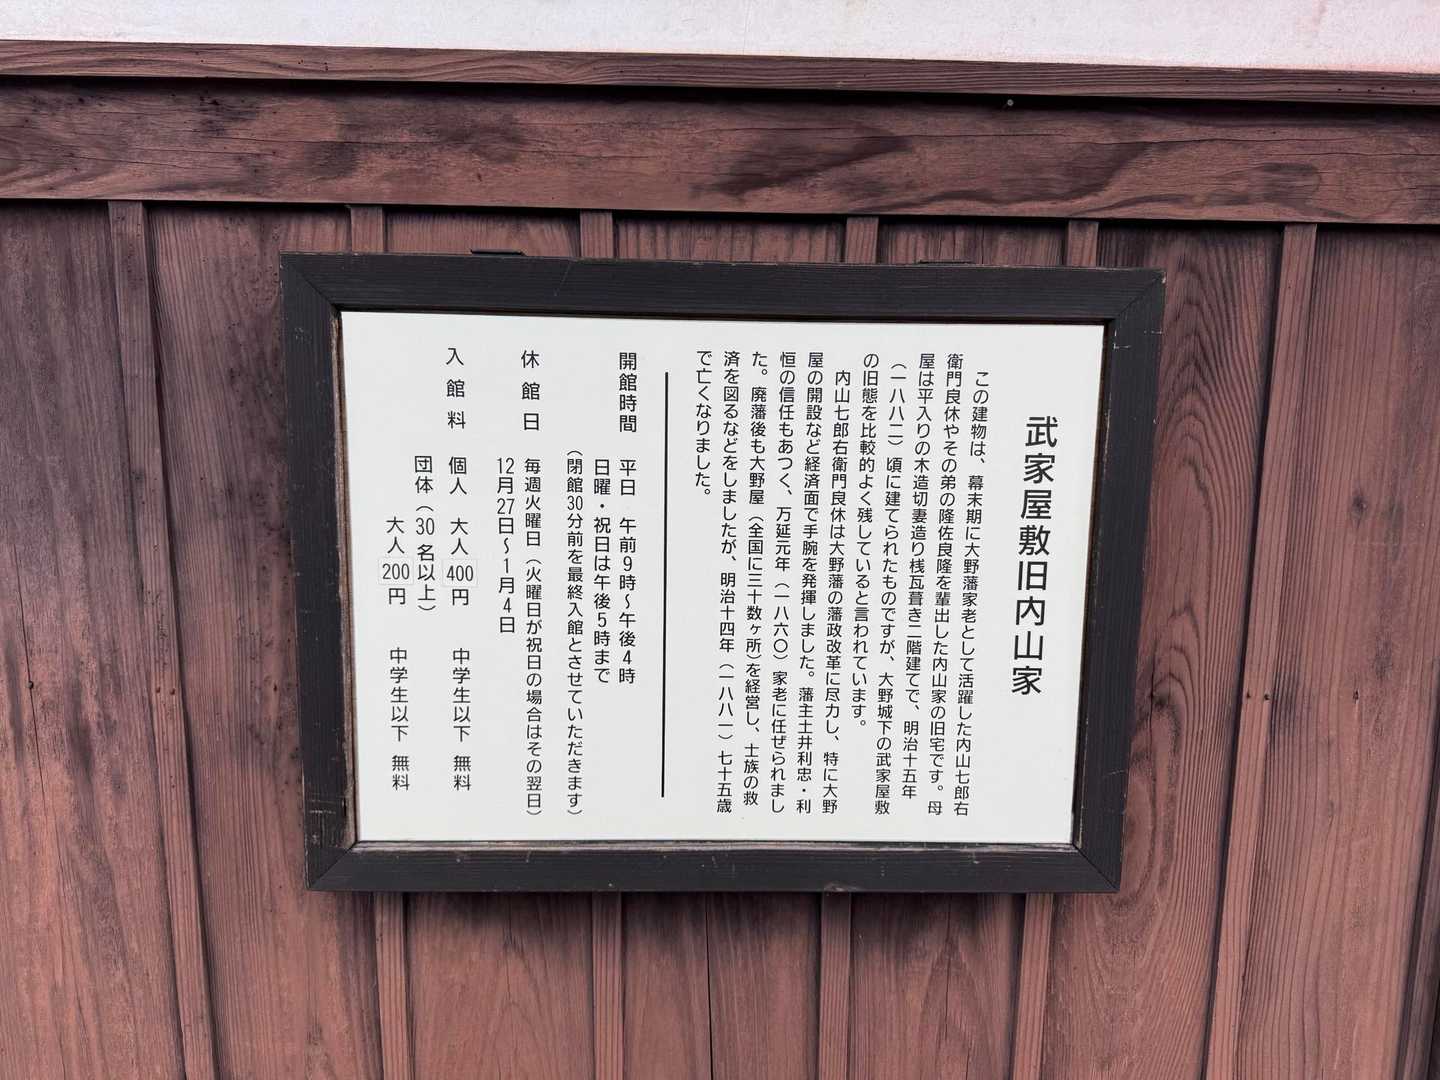 武家屋敷旧内山家
この建物は、幕末期に大野藩家老として活躍した内山七郎右
衛門良休やその弟の隆佐良隆を輩出した内山家の旧宅です。母
屋は平入りの木造切妻造り桟瓦葺き二階建てで、明治十五年
（一八八二）頃に建てられたものですが、大野城下の武家屋敷
の旧態を比較的よく残していると言われています。
内山七郎右衛門良休は大野藩の藩政改革に尽力し、特に大野
屋の開設など経済面で手腕を発揮しました。藩主土井利忠・利
恒の信任もあつく、万延元年（一八六〇）家老に任ぜられまし
た。廃藩後も大野屋（全国に三十数ヶ所）を経営し、士族の救
済を図るなどをしましたが、明治十四年（一八八一）七十五歳
で亡くなりました。
開館時間 平日 午前9時～午後4時
日曜・祝日は午後5時まで
（閉館30分前を最終入館とさせていただきます）
休館日 毎週火曜日（火曜日が祝日の場合はその翌日）
12月27日～1月4日
入館料 個人 大人400円 中学生以下 無料
団体（30名以上）
大人200円 中学生以下 無料